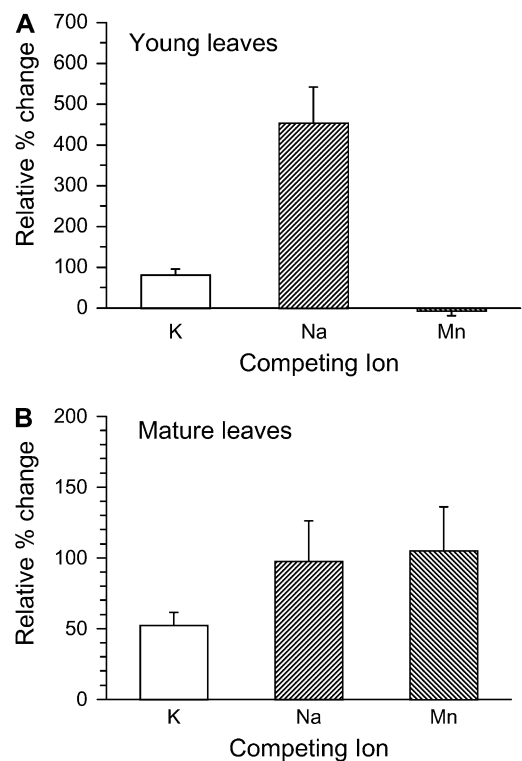 A
Young leaves
Relative % change
700
600
500
400
300
200
100
0
K Na Mn
Competing Ion
B
Mature leaves
Relative % change
200
150
100
50
0
K Na Mn
Competing Ion